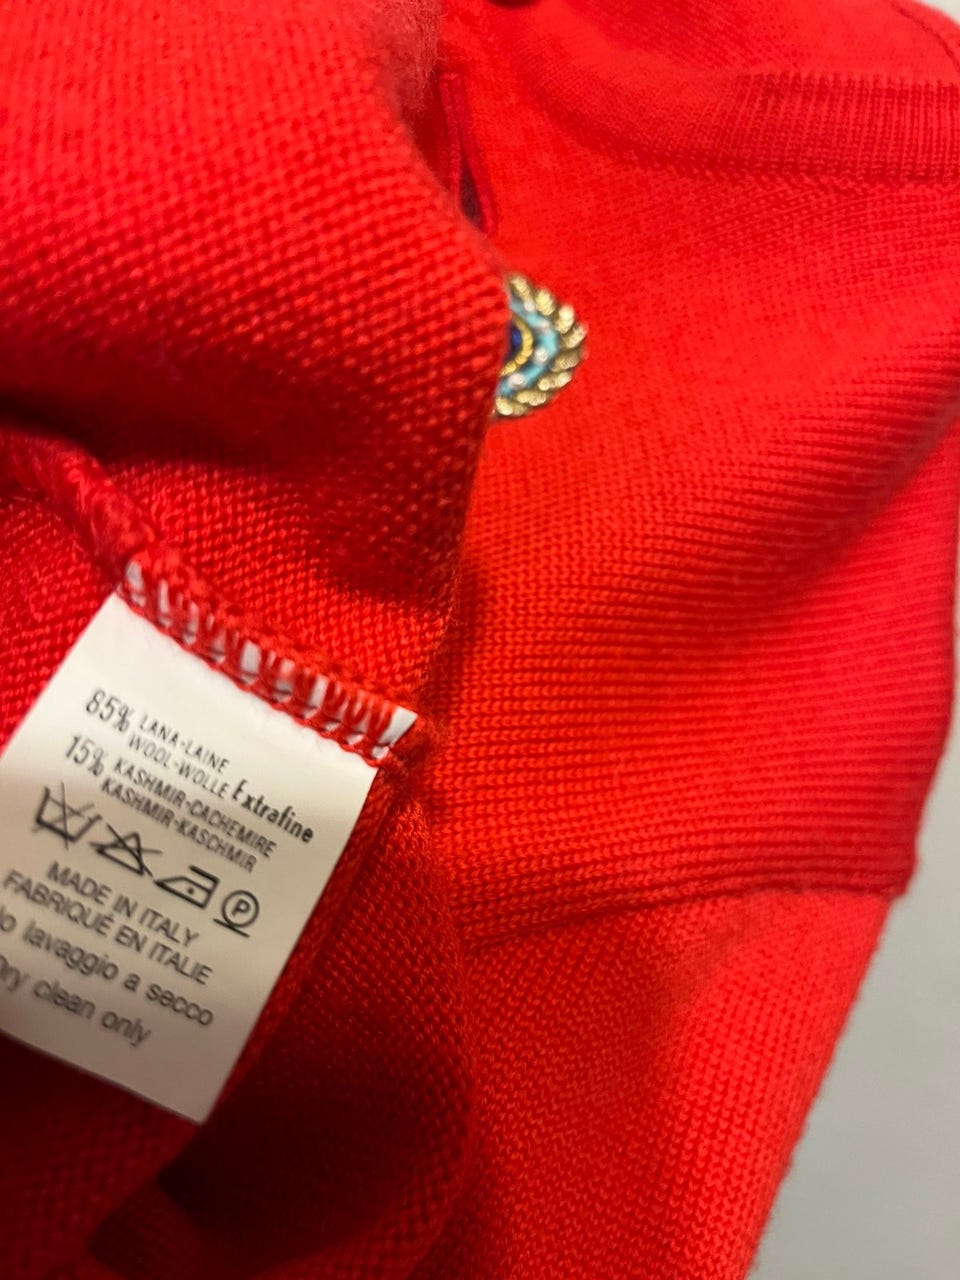 85% LANA-LAINE
WOOL-WOLLE Extrafine
15% KASHMIR-CACHEMIRE
KASHMIR-KASCHMIR
P
MADE IN ITALY
FABRIQUÉ EN ITALIE
lavaggio a secco
Dry clean only